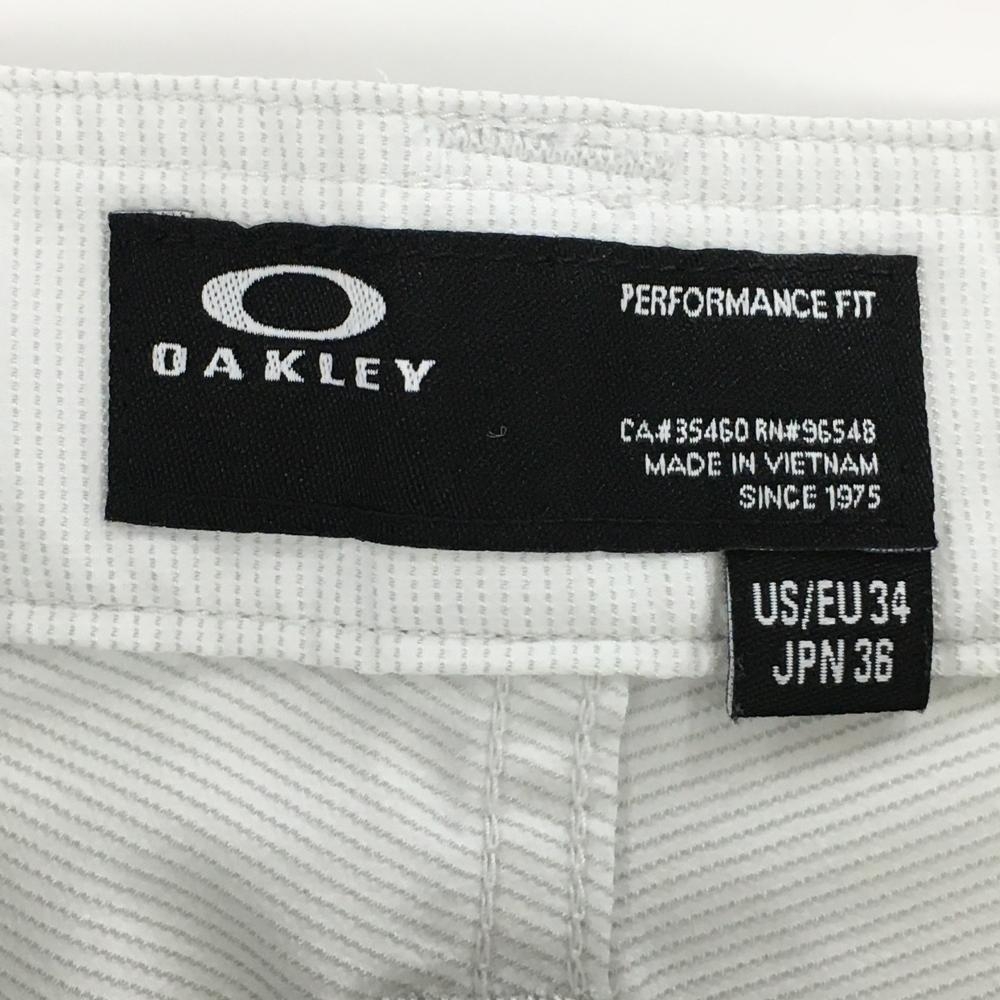 OAKLEY
PERFORMANCE FIT
CA#35460 RN#96548
MADE IN VIETNAM
SINCE 1975
US/EU 34
JPN 36